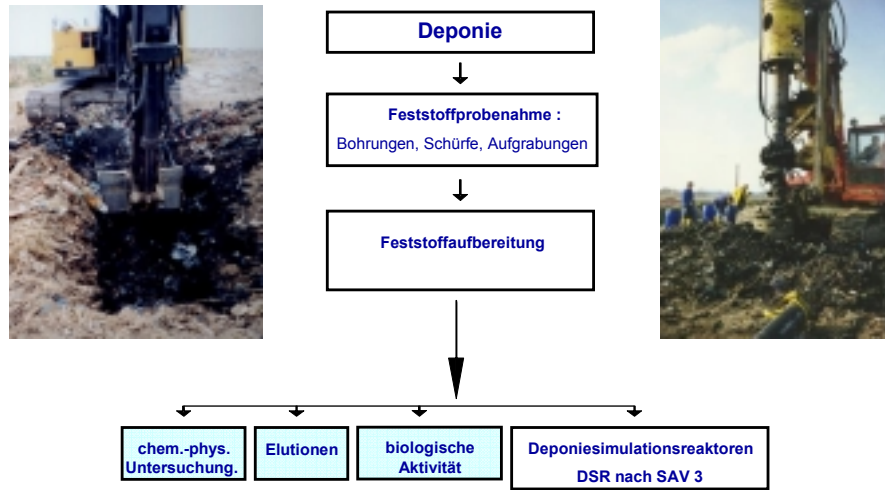 Deponie
Feststoffprobenahme :
Bohrungen, Schürfe, Aufgrabungen
Feststoffaufbereitung
chem.-phys.
Untersuchung.
Elutionen
biologische
Aktivität
Deponiesimulationsreaktoren
DSR nach SAV 3